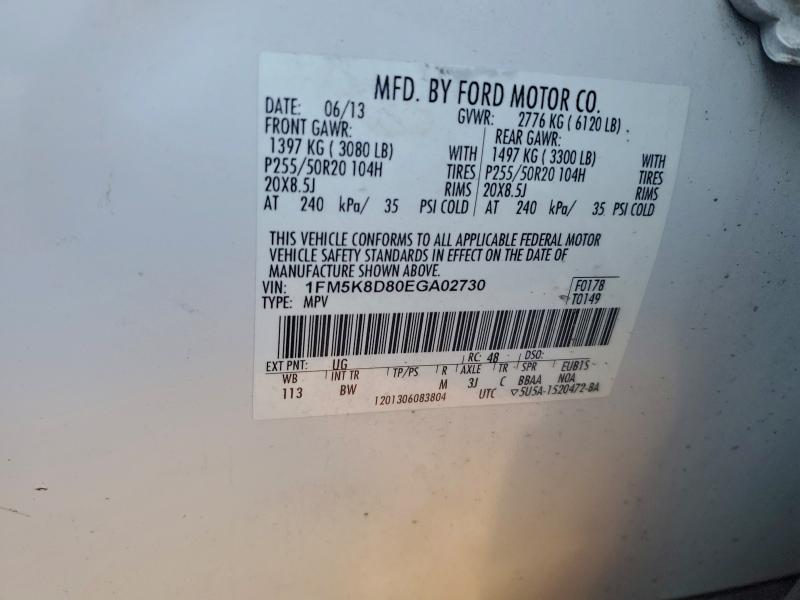 MFD. BY FORD MOTOR CO.
DATE: 06/13 GVWR: 2776 KG ( 6120 LB)
FRONT GAWR: REAR GAWR:
1397 KG ( 3080 LB) WITH 1497 KG ( 3300 LB) WITH
P255/50R20 104H TIRES P255/50R20 104H TIRES
20X8.5J RIMS 20X8.5J RIMS
AT 240 kPa/ 35 PSI COLD AT 240 kPa/ 35 PSI COLD
THIS VEHICLE CONFORMS TO ALL APPLICABLE FEDERAL MOTOR
VEHICLE SAFETY STANDARDS IN EFFECT ON THE DATE OF
MANUFACTURE SHOWN ABOVE.
VIN: 1FM5K8D80EGA02730 F0178
TYPE: MPV T0149
EXT PNT: UG RC: 48 DSO:
WB INT TR TP/PS R AXLE TR SPR EUB15
113 BW M 3J C BBAA N0A
1201306083804 UTC ▽5U5A-1520472-BA